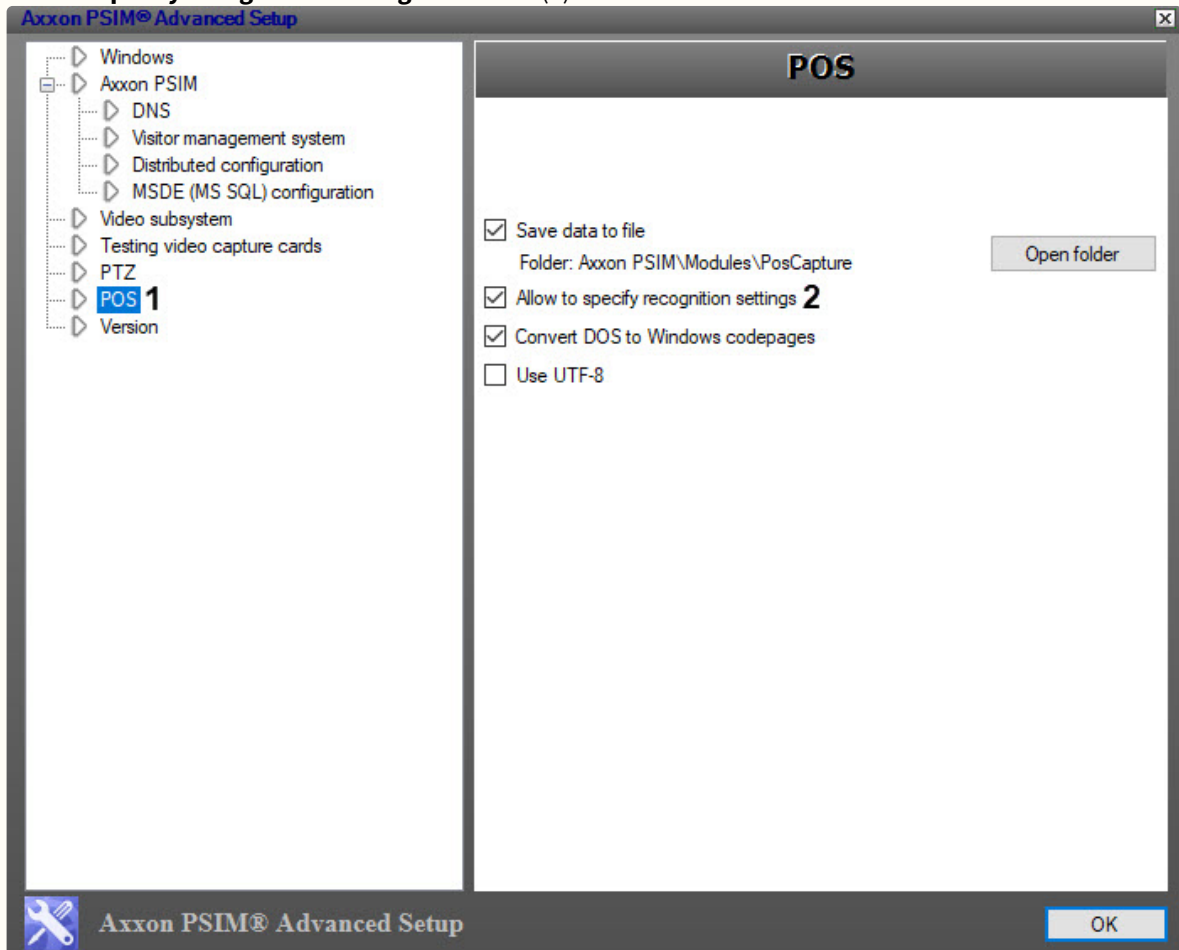 Axxon PSIM® Advanced Setup
Windows
Axxon PSIM
DNS
Visitor management system
Distributed configuration
MSDE (MS SQL) configuration
Video subsystem
Testing video capture cards
PTZ
POS 1
Version
POS
Save data to file
Folder: Axxon PSIM\Modules\PosCapture
Open folder
Allow to specify recognition settings 2
Convert DOS to Windows codepages
Use UTF-8
Axxon PSIM® Advanced Setup
OK